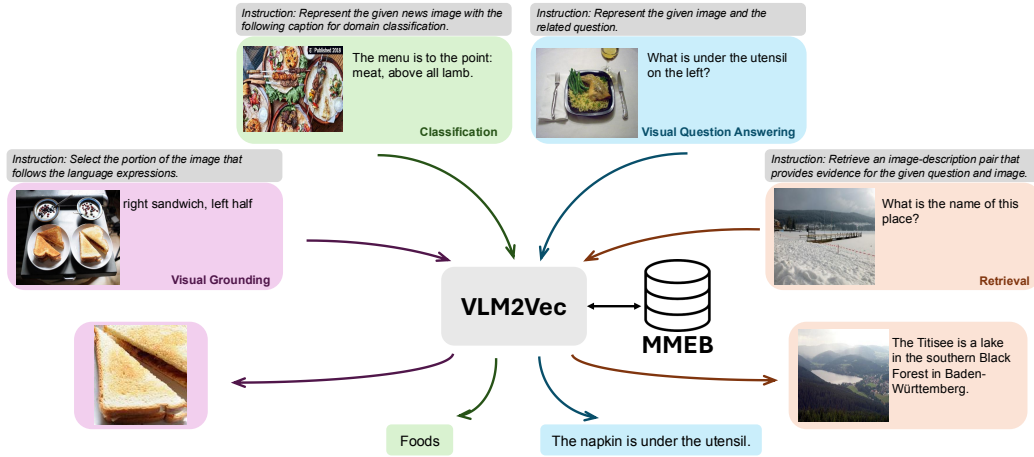 Instruction: Represent the given news image with the
following caption for domain classification.
© Published 2018
The menu is to the point:
meat, above all lamb.
Classification
Instruction: Represent the given image and the
related question.
What is under the utensil
on the left?
Visual Question Answering
Instruction: Select the portion of the image that
follows the language expressions.
right sandwich, left half
Visual Grounding
Instruction: Retrieve an image-description pair that
provides evidence for the given question and image.
What is the name of this
place?
Retrieval
VLM2Vec
MMEB
The Titisee is a lake
in the southern Black
Forest in Baden-
Württemberg.
Foods
The napkin is under the utensil.